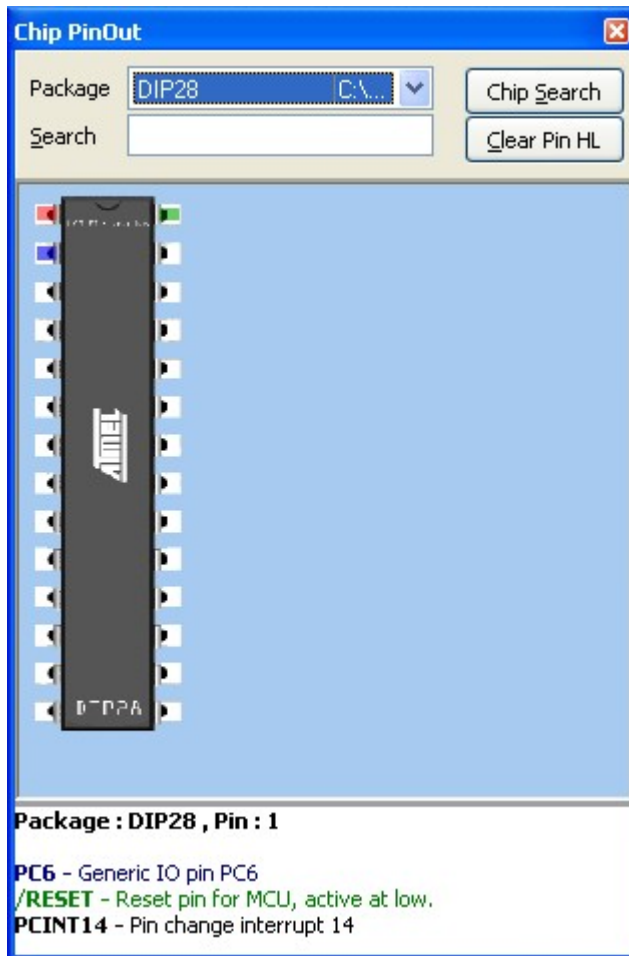 Chip PinOut
Package DIP28 C:\... Chip Search
Search Clear Pin HL
ATMEL
Package : DIP28 , Pin : 1
PC6 - Generic IO pin PC6
/RESET - Reset pin for MCU, active at low.
PCINT14 - Pin change interrupt 14